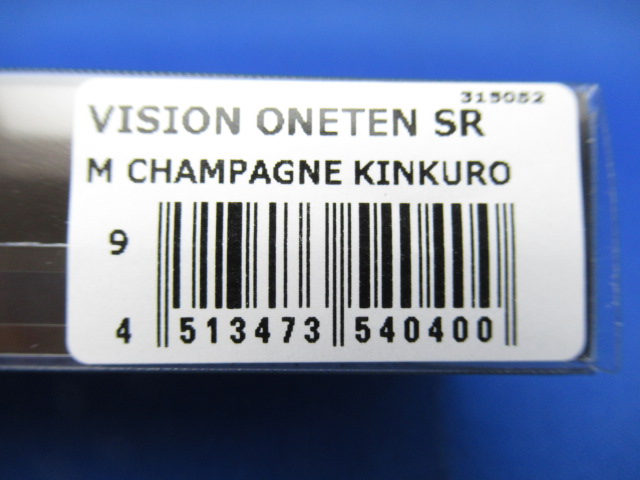 315052
VISION ONETEN SR
M CHAMPAGNE KINKURO
9
4 513473 540400